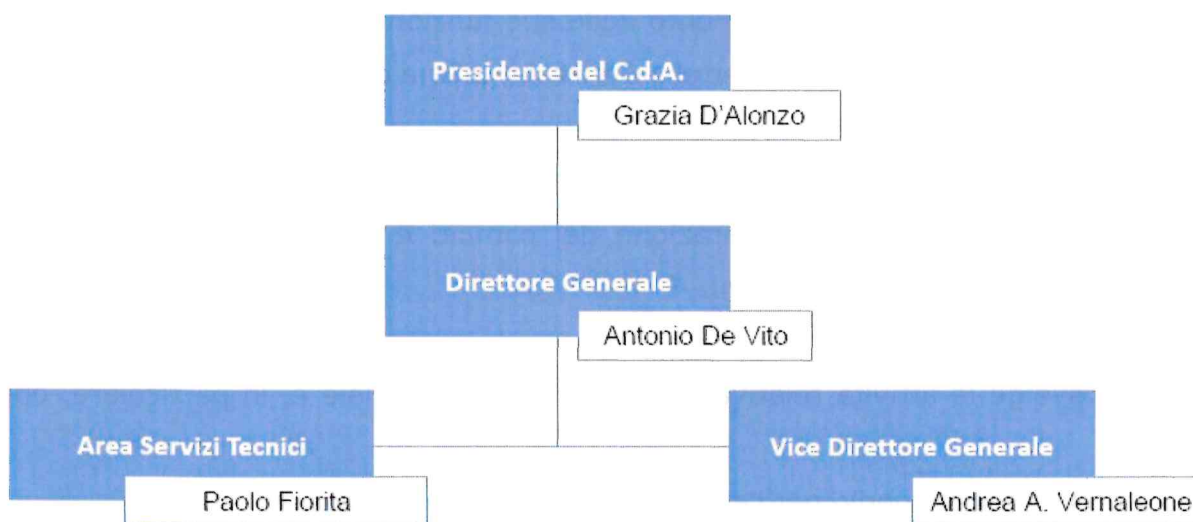 Presidente del C.d.A.
Grazia D'Alonzo
Direttore Generale
Antonio De Vito
Area Servizi Tecnici
Paolo Fiorita
Vice Direttore Generale
Andrea A. Vernaleone